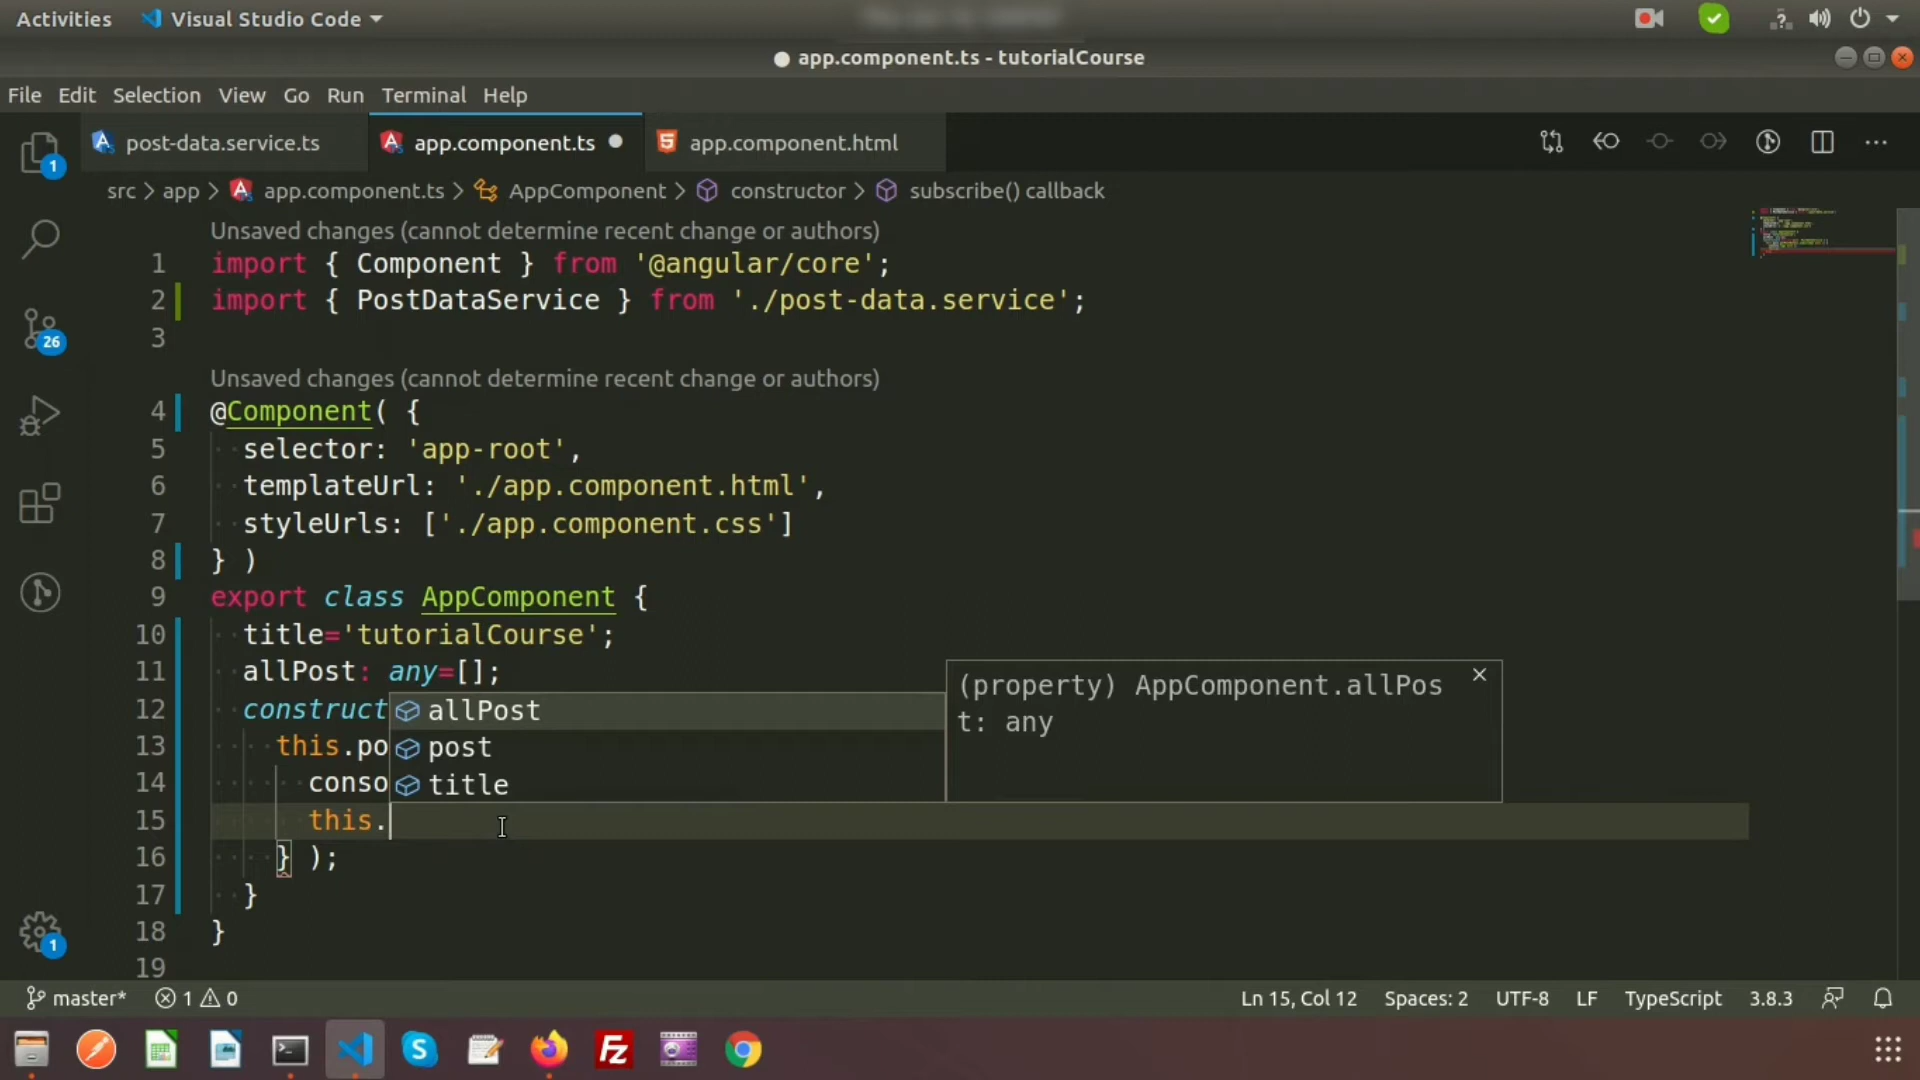 Activities Visual Studio Code
app.component.ts - tutorialCourse
File Edit Selection View Go Run Terminal Help
post-data.service.ts app.component.ts app.component.html
src > app > app.component.ts > AppComponent > constructor > subscribe() callback
Unsaved changes (cannot determine recent change or authors)
1 import { Component } from '@angular/core';
2 import { PostDataService } from './post-data.service';
3
Unsaved changes (cannot determine recent change or authors)
4 @Component( {
5 selector: 'app-root',
6 templateUrl: './app.component.html',
7 styleUrls: ['./app.component.css']
8 } )
9 export class AppComponent {
10 title='tutorialCourse';
11 allPost: any=[];
12 construct
13 this.po
14 conso
15 this.
16 } );
17 }
18 }
19
allPost
post
title
(property) AppComponent.allPos
t: any
1
26
1
master* 1 0 Ln 15, Col 12 Spaces: 2 UTF-8 LF TypeScript 3.8.3
S
FZ